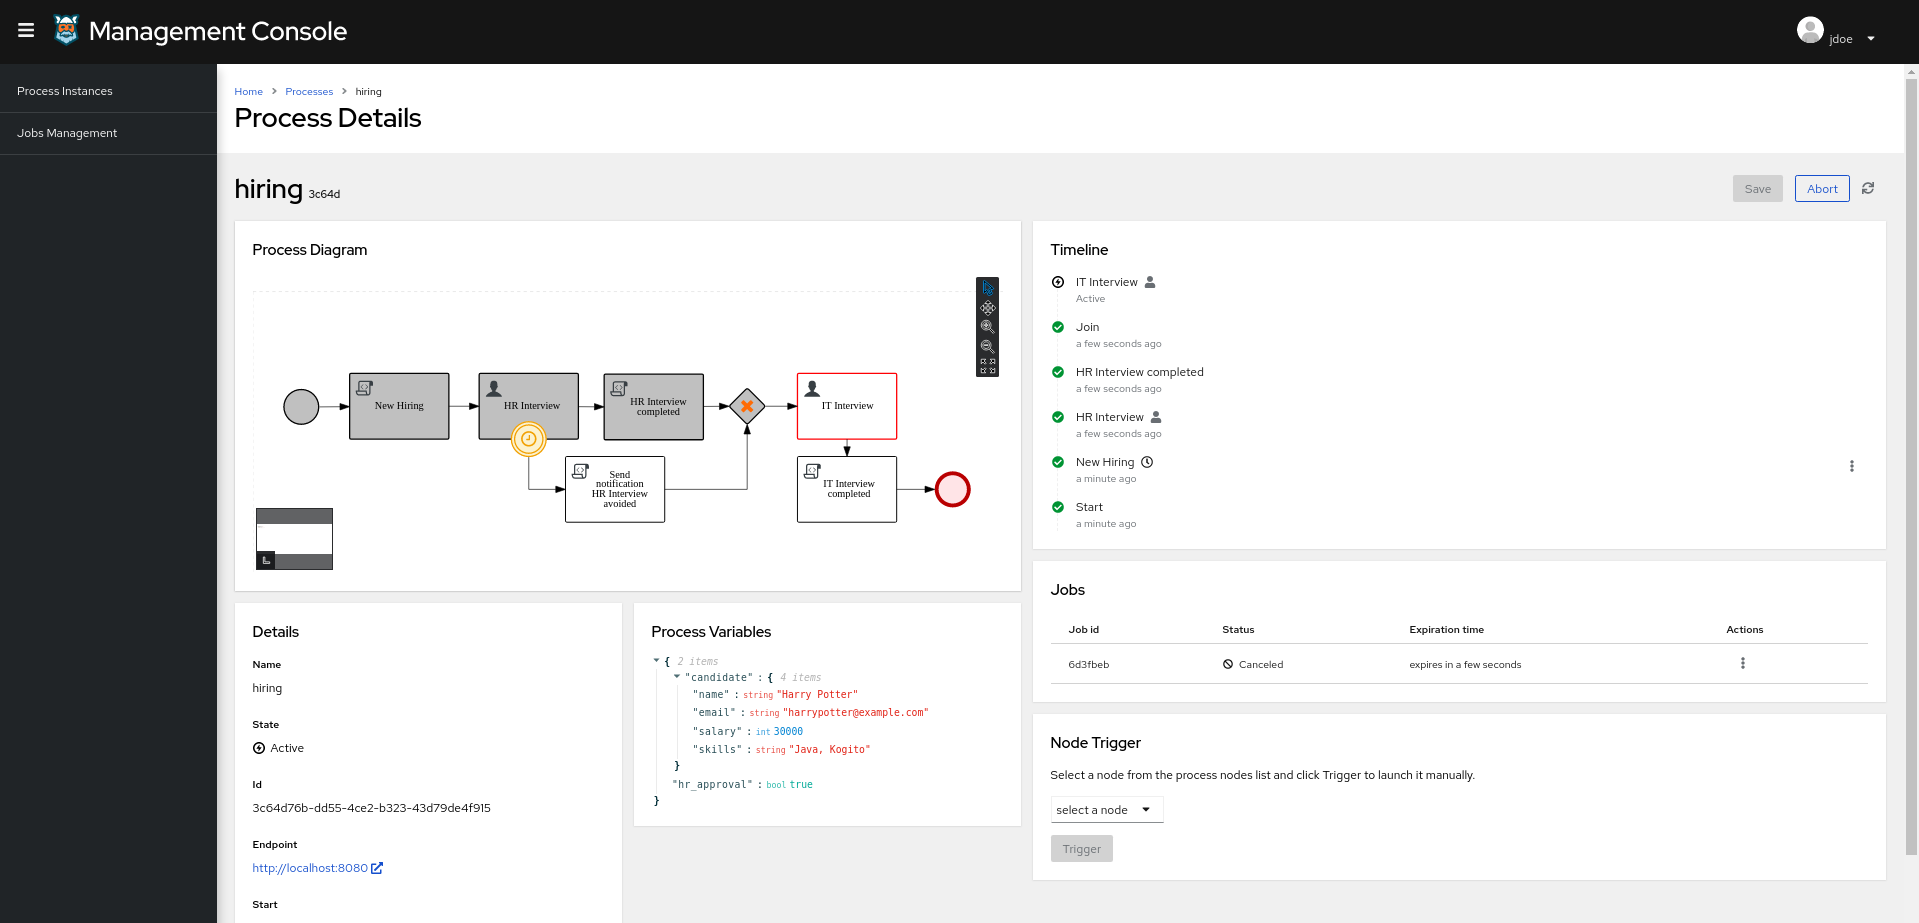 Management Console
jdoe
Process Instances
Jobs Management
Home > Processes > hiring
Process Details
hiring 3c64d
Save
Abort
Process Diagram
New Hiring
HR Interview
HR Interview
completed
IT Interview
Send
notification
HR Interview
avoided
IT Interview
completed
Timeline
IT Interview
Active
Join
a few seconds ago
HR Interview completed
a few seconds ago
HR Interview
a few seconds ago
New Hiring
a minute ago
Start
a minute ago
Details
Name
hiring
State
Active
Id
3c64d76b-dd55-4ce2-b323-43d79de4f915
Endpoint
http://localhost:8080
Start
Process Variables
{ 2 items
"candidate" : { 4 items
"name" : string "Harry Potter"
"email" : string "harrypotter@example.com"
"salary" : int 30000
"skills" : string "Java, Kogito"
}
"hr_approval" : bool true
}
Jobs
Job id Status Expiration time Actions
6d3fbeb Canceled expires in a few seconds
Node Trigger
Select a node from the process nodes list and click Trigger to launch it manually.
select a node
Trigger